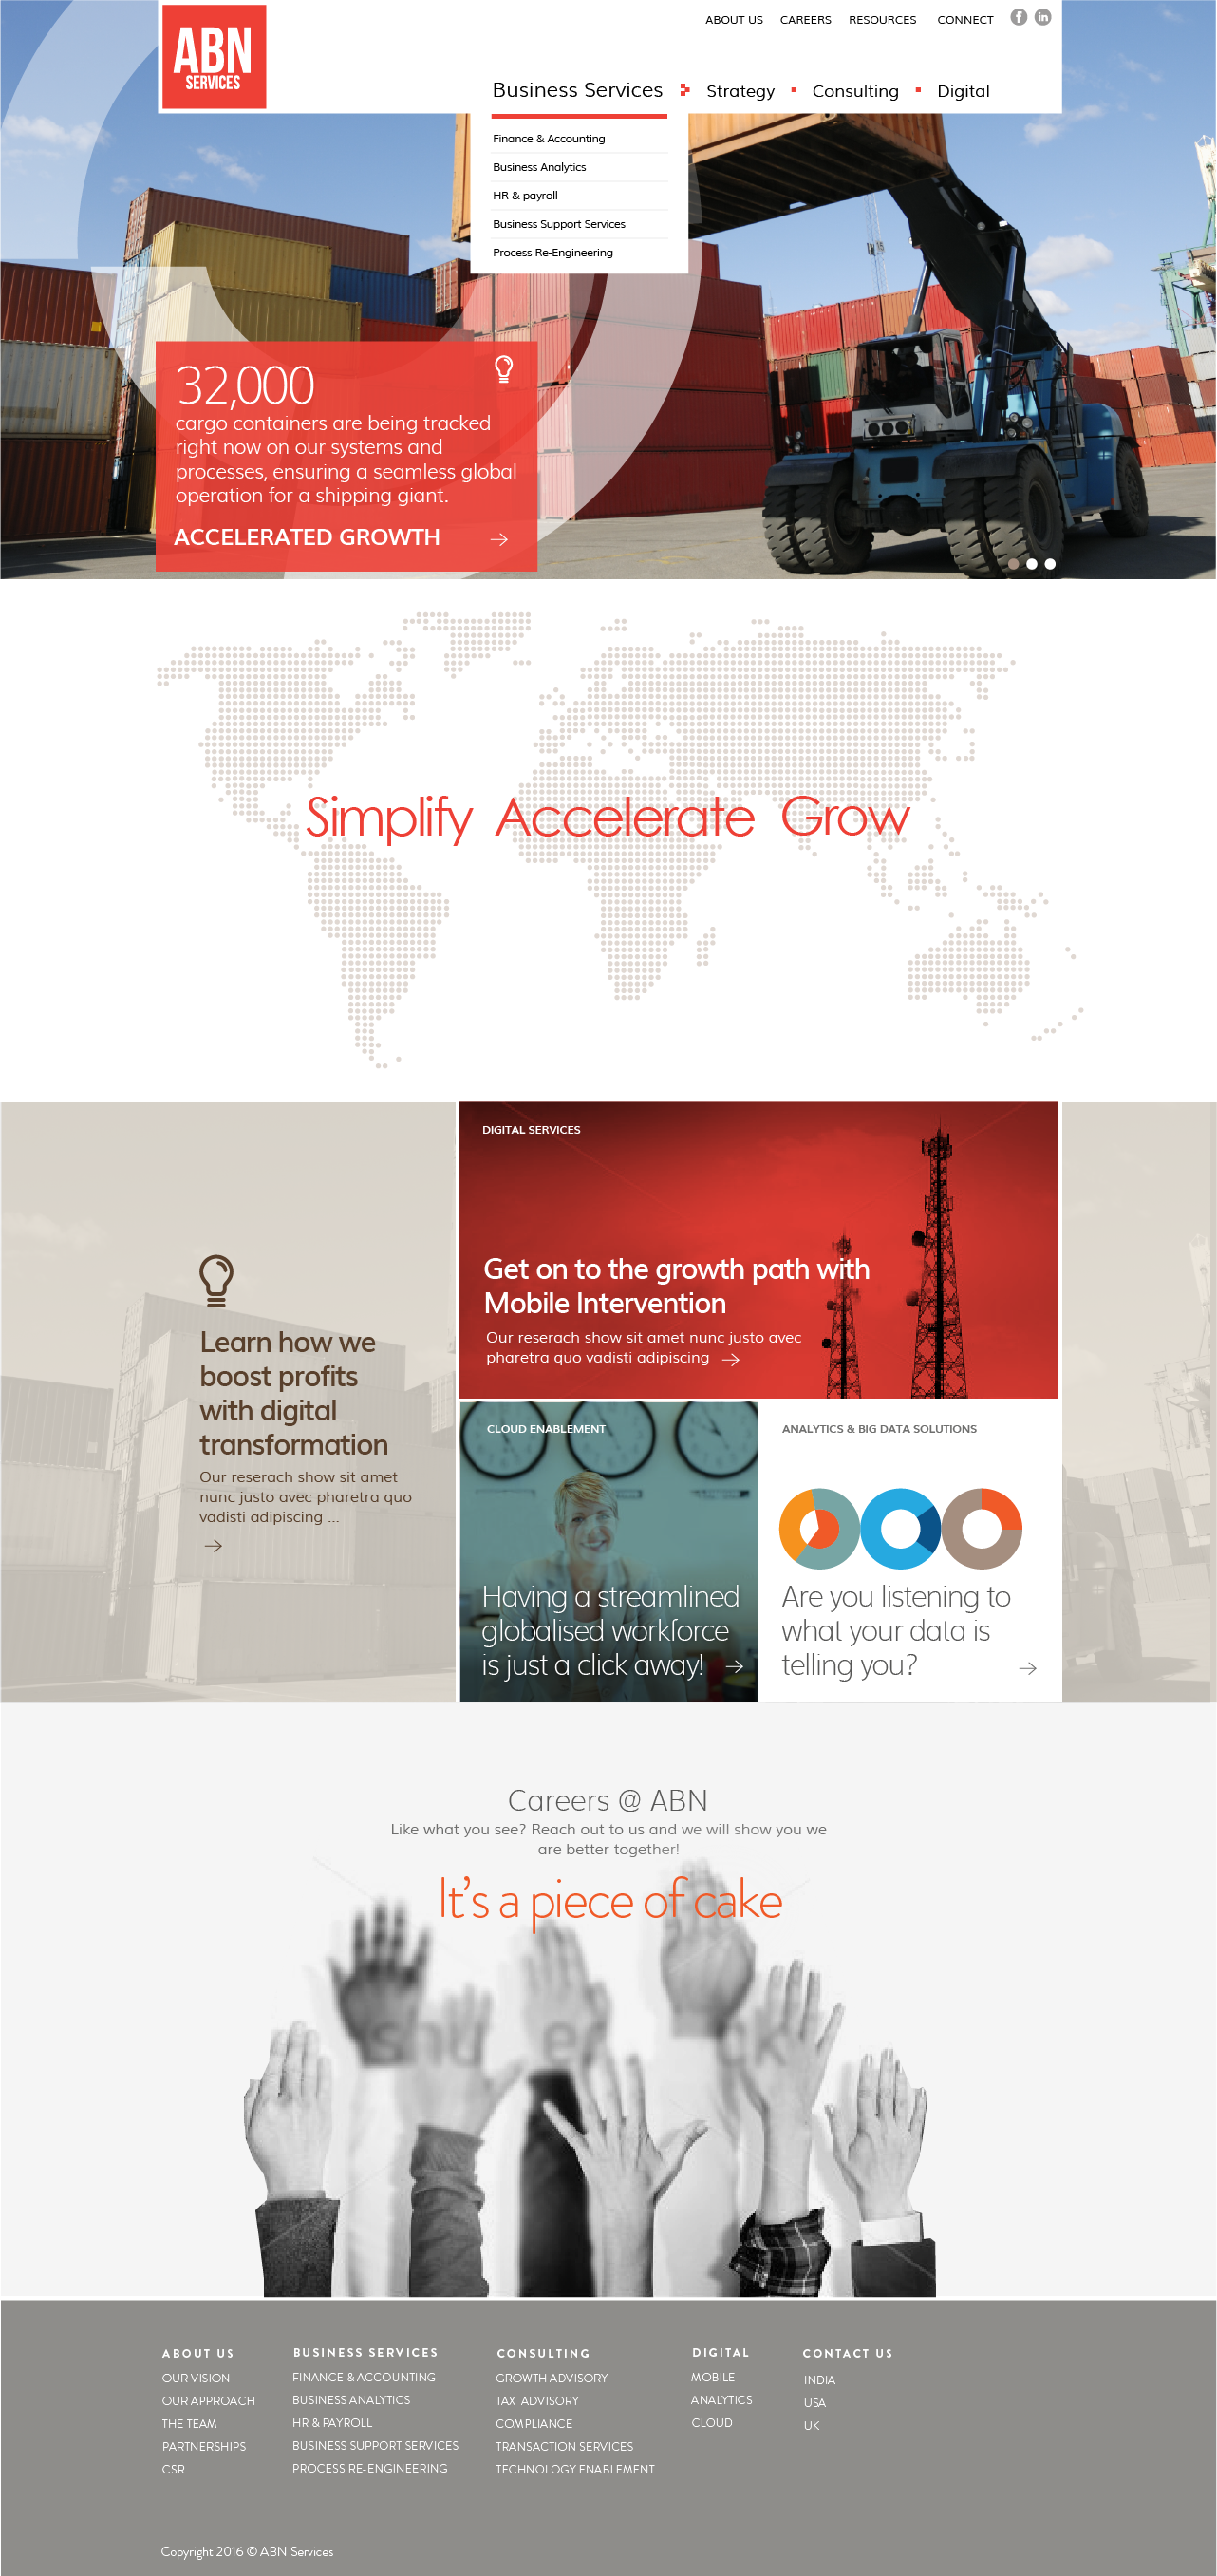 ABN
SERVICES
ABOUT US CAREERS RESOURCES CONNECT
Business Services Strategy Consulting Digital
Finance & Accounting
Business Analytics
HR & payroll
Business Support Services
Process Re-Engineering
32,000
cargo containers are being tracked
right now on our systems and
processes, ensuring a seamless global
operation for a shipping giant.
ACCELERATED GROWTH
Simplify Accelerate Grow
Learn how we
boost profits
with digital
transformation
Our reserach show sit amet
nunc justo avec pharetra quo
vadisti adipiscing ...
DIGITAL SERVICES
Get on to the growth path with
Mobile Intervention
Our reserach show sit amet nunc justo avec
pharetra quo vadisti adipiscing
CLOUD ENABLEMENT
Having a streamlined
globalised workforce
is just a click away!
ANALYTICS & BIG DATA SOLUTIONS
Are you listening to
what your data is
telling you?
Careers @ ABN
Like what you see? Reach out to us and we will show you we
are better together!
It's a piece of cake
ABOUT US
OUR VISION
OUR APPROACH
THE TEAM
PARTNERSHIPS
CSR
BUSINESS SERVICES
FINANCE & ACCOUNTING
BUSINESS ANALYTICS
HR & PAYROLL
BUSINESS SUPPORT SERVICES
PROCESS RE-ENGINEERING
CONSULTING
GROWTH ADVISORY
TAX ADVISORY
COMPLIANCE
TRANSACTION SERVICES
TECHNOLOGY ENABLEMENT
DIGITAL
MOBILE
ANALYTICS
CLOUD
CONTACT US
INDIA
USA
UK
Copyright 2016 © ABN Services